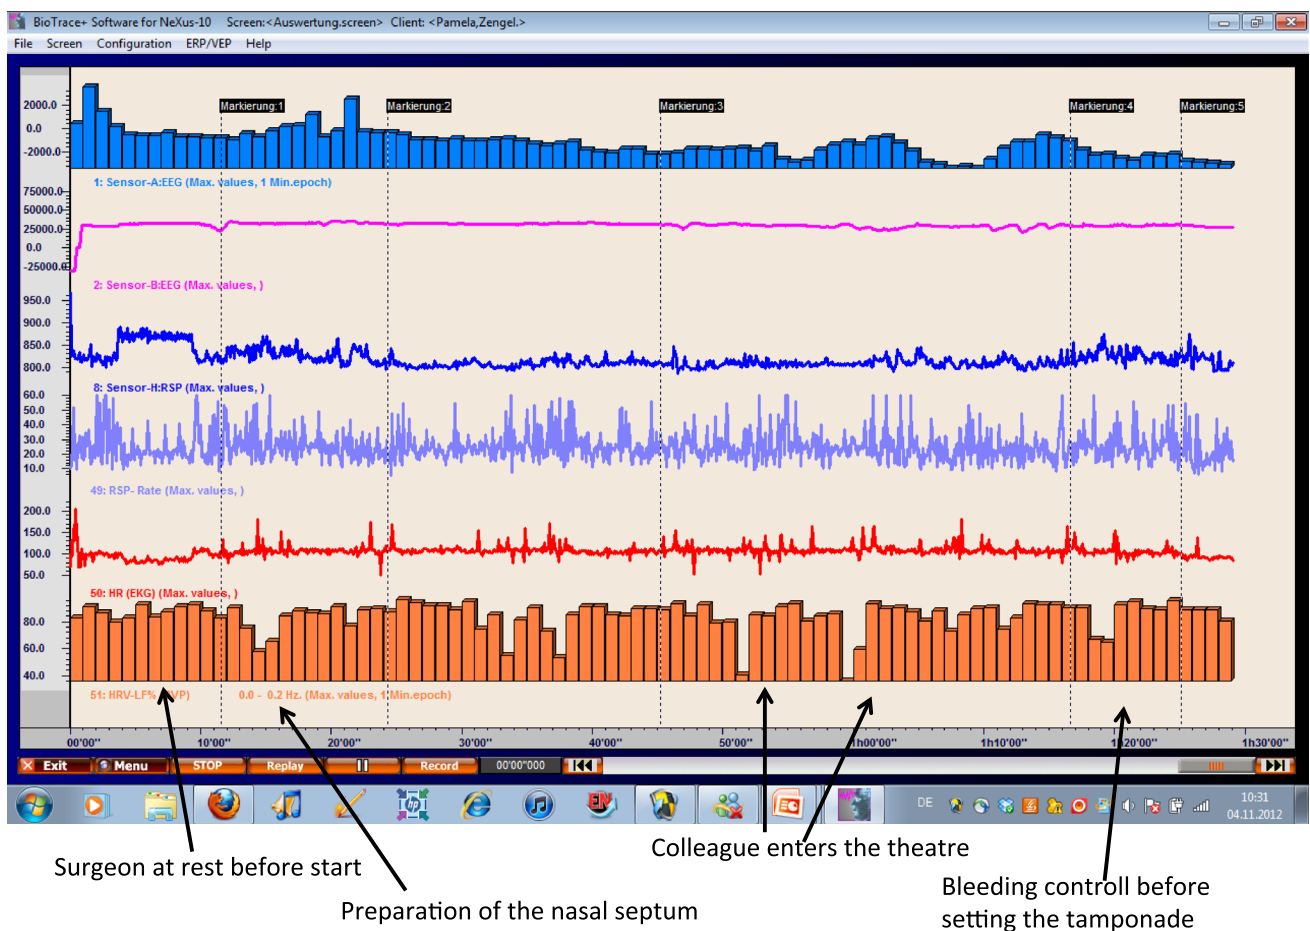 BioTrace+ Software for NeXus-10 Screen:<Auswertung.screen> Client: <Pamela,Zengel.>
File Screen Configuration ERP/VEP Help
Markierung:1 Markierung:2 Markierung:3 Markierung:4 Markierung:5
2000.0
0.0
-2000.0
1: Sensor-A:EEG (Max. values, 1 Min.epoch)
75000.0
50000.0
25000.0
0.0
-25000.0
2: Sensor-B:EEG (Max. values, )
950.0
900.0
850.0
800.0
8: Sensor-H:RSP (Max. values, )
60.0
50.0
40.0
30.0
20.0
10.0
49: RSP- Rate (Max. values, )
200.0
150.0
100.0
50.0
50: HR (EKG) (Max. values, )
80.0
60.0
40.0
51: HRV-LF% VP) 0.0 - 0.2 Hz. (Max. values, 1 Min.epoch)
00'00" 10'00" 20'00" 30'00" 40'00" 50'00" 1h00'00" 1h10'00" 1h20'00" 1h30'00"
Exit Menu STOP Replay Record 00'00"000
DE 10:31
04.11.2012
Surgeon at rest before start
Preparation of the nasal septum
Colleague enters the theatre
Bleeding controll before
setting the tamponade